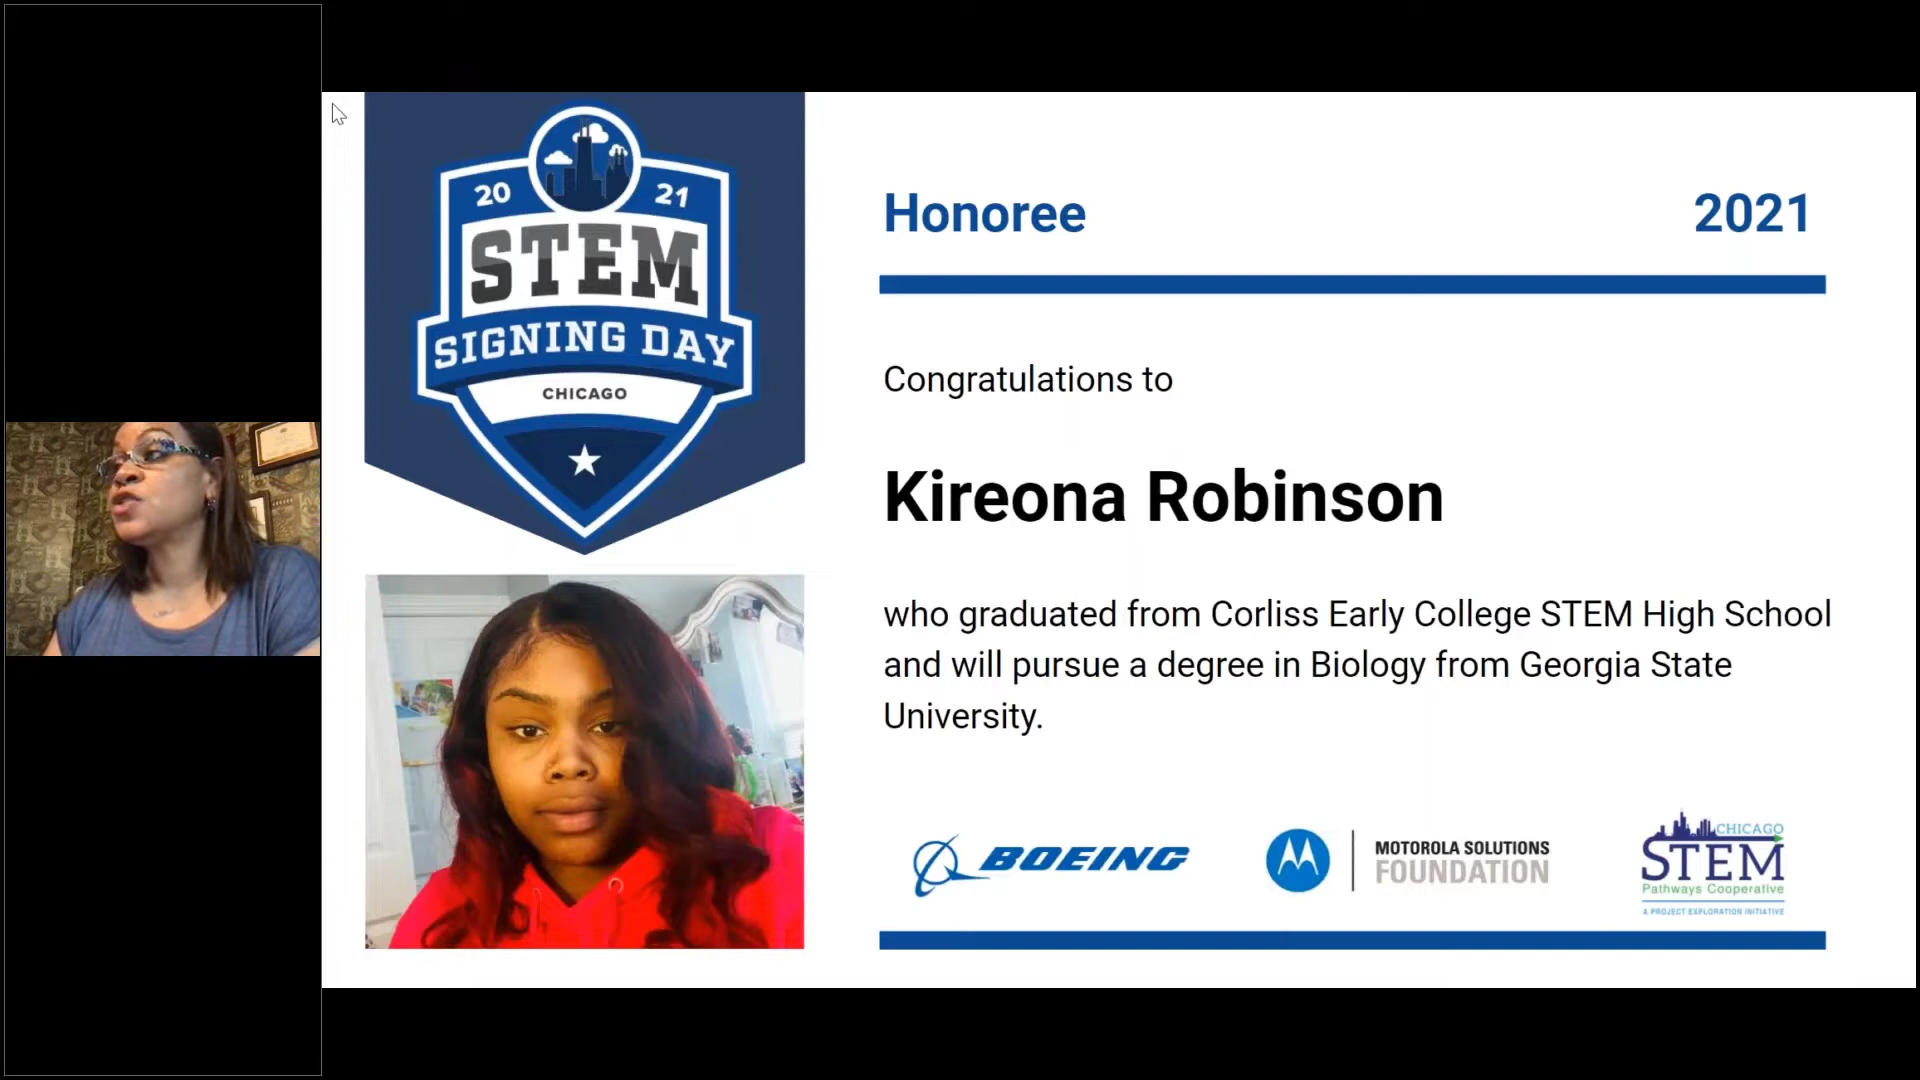 20 21
STEM
SIGNING DAY
CHICAGO
Honoree 2021
Congratulations to
Kireona Robinson
who graduated from Corliss Early College STEM High School
and will pursue a degree in Biology from Georgia State
University.
BOEING
MOTOROLA SOLUTIONS
FOUNDATION
CHICAGO
STEM
Pathways Cooperative
A PROJECT EXPLORATION INITIATIVE